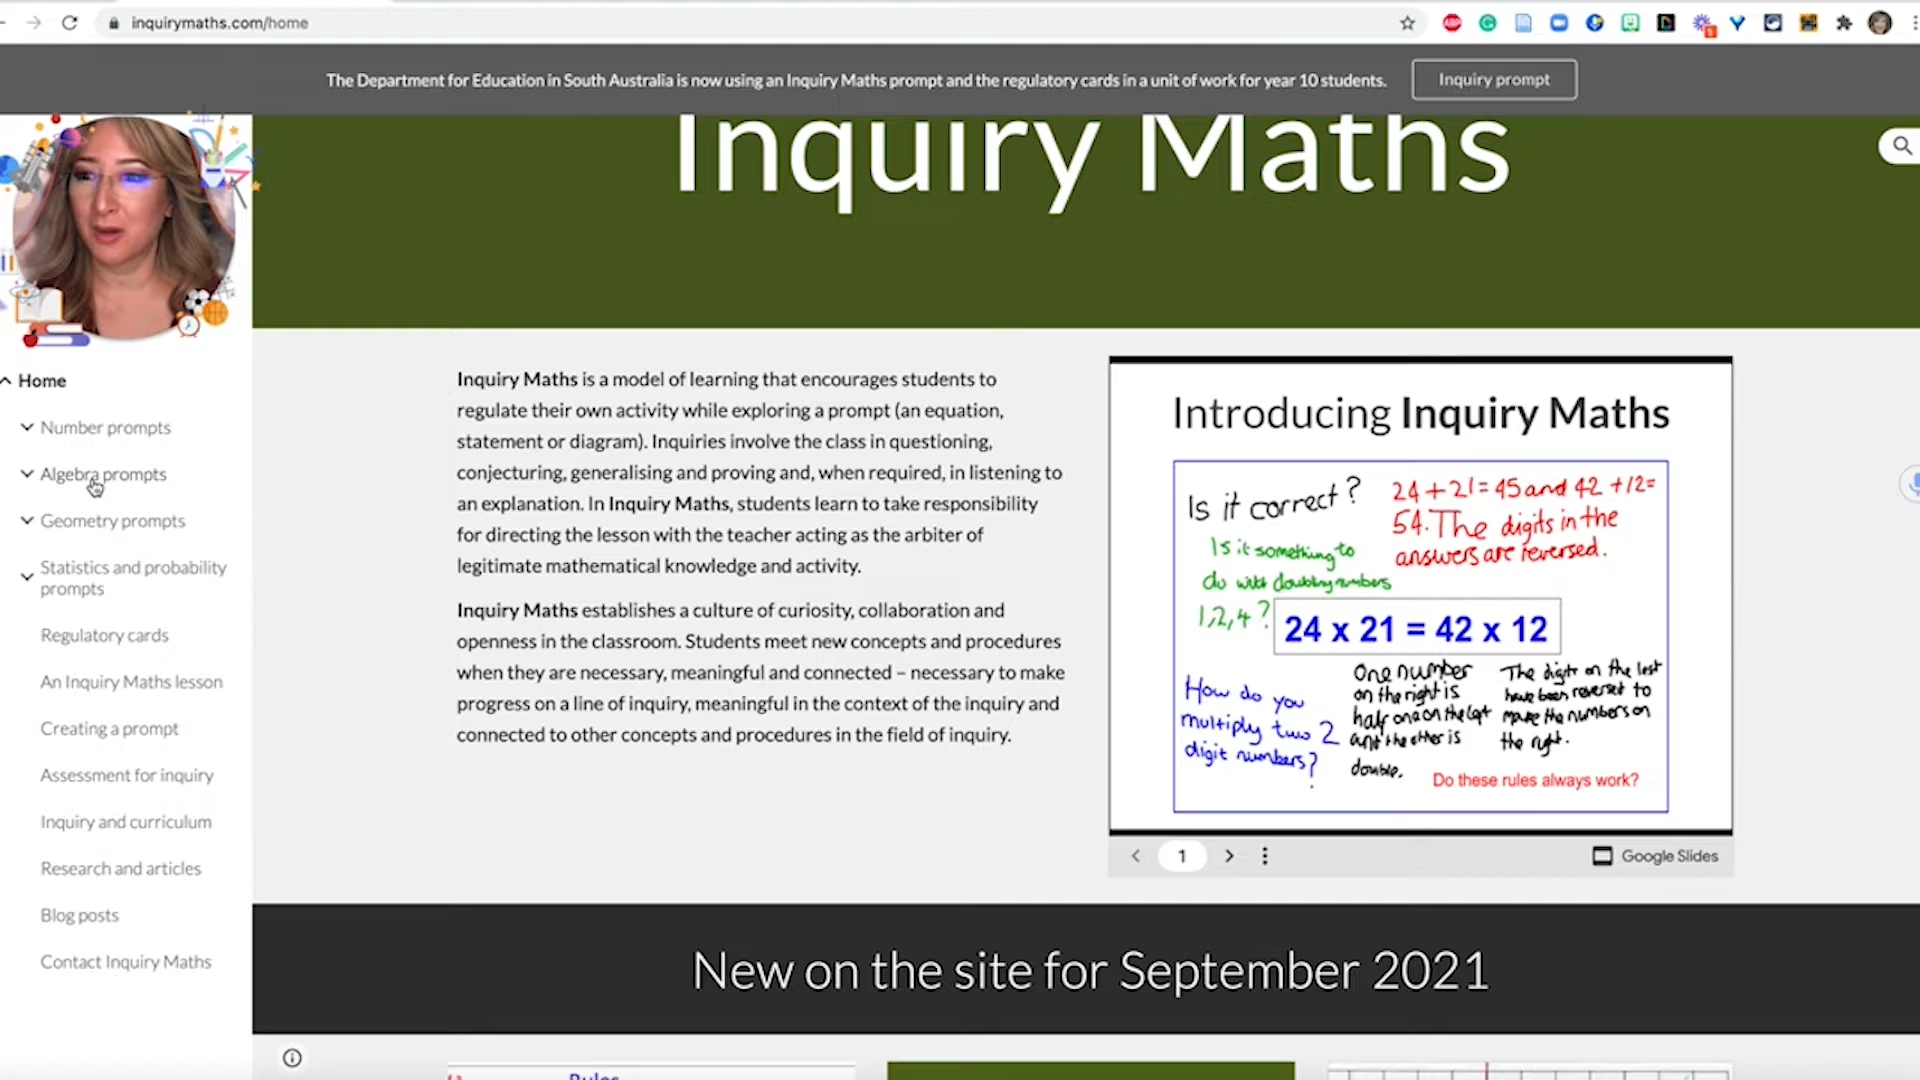 inquirymaths.com/home
The Department for Education in South Australia is now using an Inquiry Maths prompt and the regulatory cards in a unit of work for year 10 students.
Inquiry prompt
Inquiry Maths
Home
Number prompts
Algebra prompts
Geometry prompts
Statistics and probability
prompts
Regulatory cards
An Inquiry Maths lesson
Creating a prompt
Assessment for inquiry
Inquiry and curriculum
Research and articles
Blog posts
Contact Inquiry Maths
Inquiry Maths is a model of learning that encourages students to
regulate their own activity while exploring a prompt (an equation,
statement or diagram). Inquiries involve the class in questioning,
conjecturing, generalising and proving and, when required, in listening to
an explanation. In Inquiry Maths, students learn to take responsibility
for directing the lesson with the teacher acting as the arbiter of
legitimate mathematical knowledge and activity.
Inquiry Maths establishes a culture of curiosity, collaboration and
openness in the classroom. Students meet new concepts and procedures
when they are necessary, meaningful and connected – necessary to make
progress on a line of inquiry, meaningful in the context of the inquiry and
connected to other concepts and procedures in the field of inquiry.
Introducing Inquiry Maths
Is it correct?
24 + 21 = 45 and 42 + 12 =
54. The digits in the
answers are reversed.
Is it something to
do with doubling numbers
1, 2, 4?
24 x 21 = 42 x 12
How do you
multiply two 2
digit numbers?
One number
on the right is
half one on the left
and the other is
double.
The digits on the left
have been reversed to
make the numbers on
the right.
Do these rules always work?
1
Google Slides
New on the site for September 2021
Rules